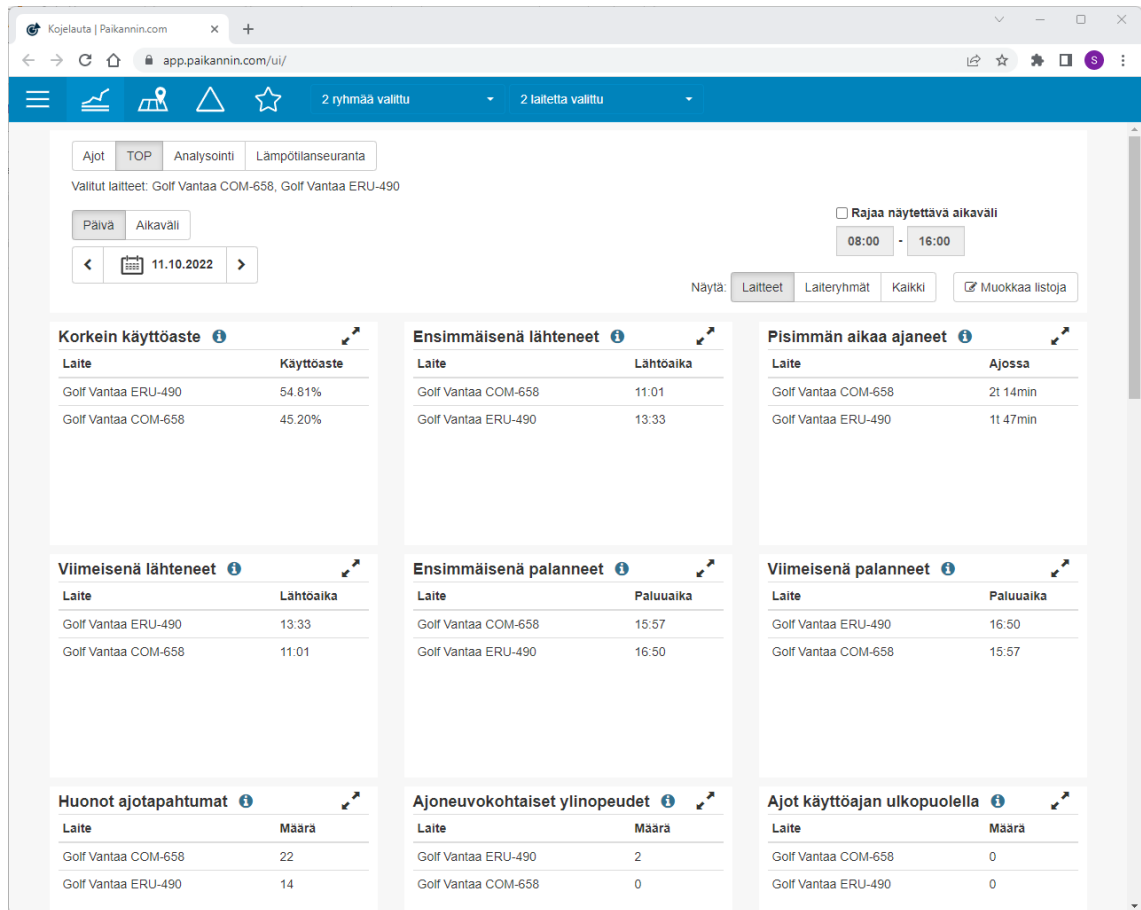 Kojelauta | Paikannin.com
app.paikannin.com/ui/
S
2 ryhmää valittu 2 laitetta valittu
Ajot TOP Analysointi Lämpötilanseuranta
Valitut laitteet: Golf Vantaa COM-658, Golf Vantaa ERU-490
Päivä Aikaväli
Rajaa näytettävä aikaväli
08:00 - 16:00
11.10.2022
Näytä: Laitteet Laiteryhmät Kaikki Muokkaa listoja
Korkein käyttöaste
Laite Käyttöaste
Golf Vantaa ERU-490 54.81%
Golf Vantaa COM-658 45.20%
Ensimmäisenä lähteneet
Laite Lähtöaika
Golf Vantaa COM-658 11:01
Golf Vantaa ERU-490 13:33
Pisimmän aikaa ajaneet
Laite Ajossa
Golf Vantaa COM-658 2t 14min
Golf Vantaa ERU-490 1t 47min
Viimeisenä lähteneet
Laite Lähtöaika
Golf Vantaa ERU-490 13:33
Golf Vantaa COM-658 11:01
Ensimmäisenä palanneet
Laite Paluuaika
Golf Vantaa COM-658 15:57
Golf Vantaa ERU-490 16:50
Viimeisenä palanneet
Laite Paluuaika
Golf Vantaa ERU-490 16:50
Golf Vantaa COM-658 15:57
Huonot ajotapahtumat
Laite Määrä
Golf Vantaa COM-658 22
Golf Vantaa ERU-490 14
Ajoneuvokohtaiset ylinopeudet
Laite Määrä
Golf Vantaa ERU-490 2
Golf Vantaa COM-658 0
Ajot käyttöajan ulkopuolella
Laite Määrä
Golf Vantaa COM-658 0
Golf Vantaa ERU-490 0